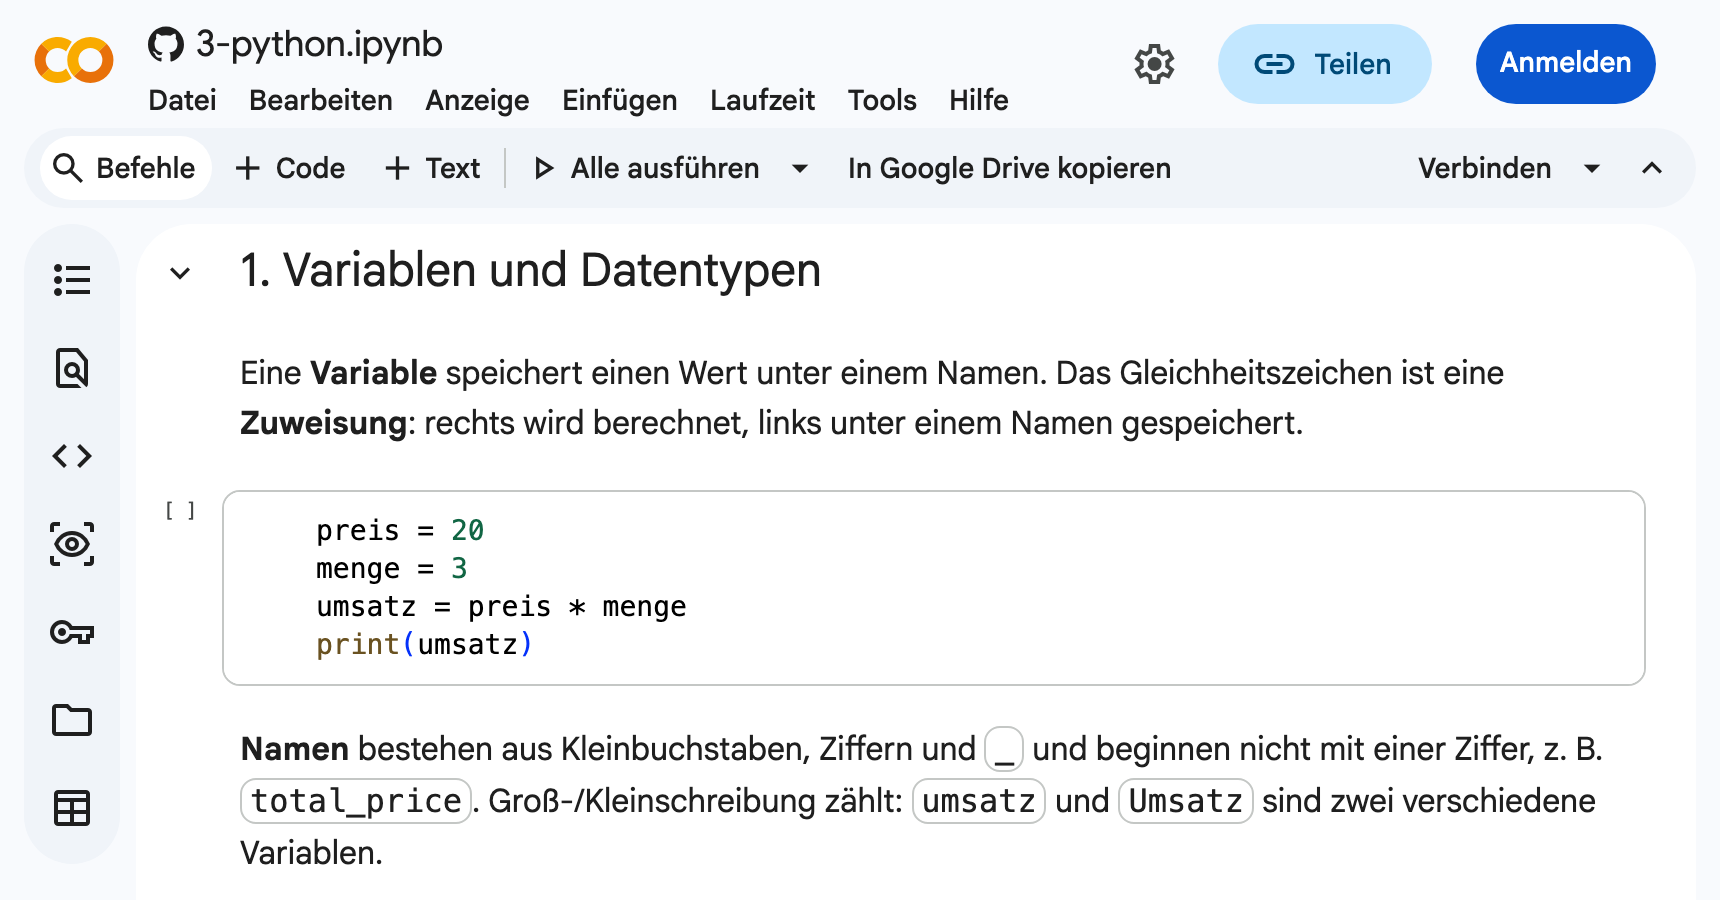 3-python.ipynb
Datei Bearbeiten Anzeige Einfügen Laufzeit Tools Hilfe
Teilen
Anmelden
Befehle + Code + Text Alle ausführen In Google Drive kopieren Verbinden
1. Variablen und Datentypen
Eine Variable speichert einen Wert unter einem Namen. Das Gleichheitszeichen ist eine
Zuweisung: rechts wird berechnet, links unter einem Namen gespeichert.
[ ]
preis = 20
menge = 3
umsatz = preis * menge
print(umsatz)
Namen bestehen aus Kleinbuchstaben, Ziffern und _ und beginnen nicht mit einer Ziffer, z. B.
total_price. Groß-/Kleinschreibung zählt: umsatz und Umsatz sind zwei verschiedene
Variablen.